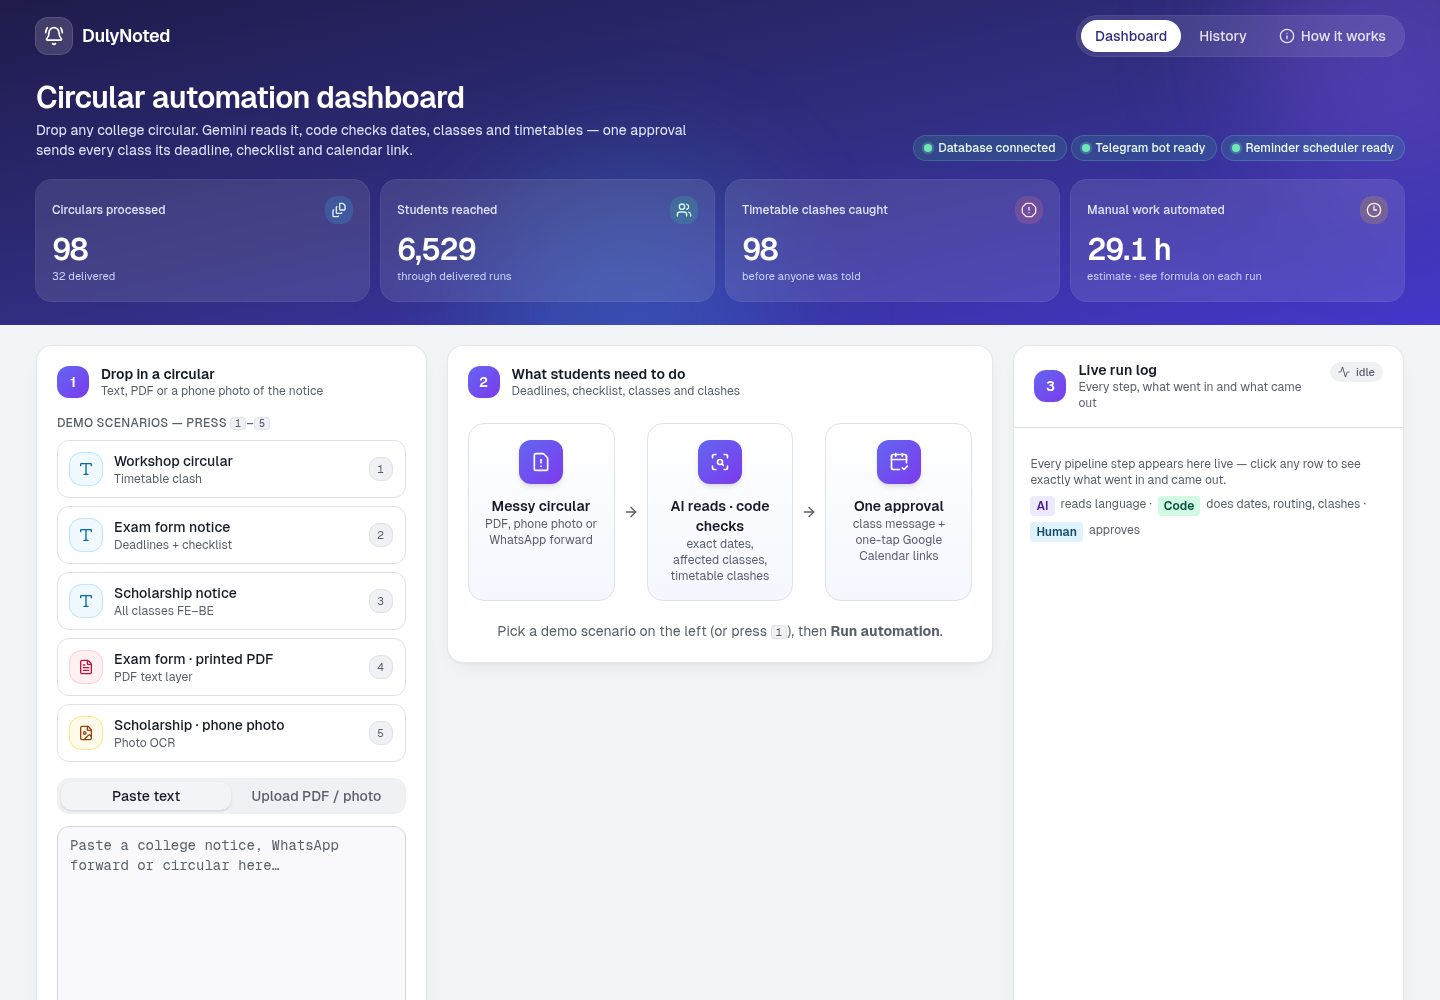 DulyNoted
Dashboard
History
How it works
Circular automation dashboard
Drop any college circular. Gemini reads it, code checks dates, classes and timetables — one approval
sends every class its deadline, checklist and calendar link.
Database connected
Telegram bot ready
Reminder scheduler ready
Circulars processed
98
32 delivered
Students reached
6,529
through delivered runs
Timetable clashes caught
98
before anyone was told
Manual work automated
29.1 h
estimate · see formula on each run
1
Drop in a circular
Text, PDF or a phone photo of the notice
DEMO SCENARIOS — PRESS 1–5
Workshop circular
Timetable clash
1
Exam form notice
Deadlines + checklist
2
Scholarship notice
All classes FE–BE
3
Exam form · printed PDF
PDF text layer
4
Scholarship · phone photo
Photo OCR
5
Paste text
Upload PDF / photo
Paste a college notice, WhatsApp
forward or circular here…
2
What students need to do
Deadlines, checklist, classes and clashes
Messy circular
PDF, phone photo or
WhatsApp forward
AI reads · code
checks
exact dates,
affected classes,
timetable clashes
One approval
class message +
one-tap Google
Calendar links
Pick a demo scenario on the left (or press 1), then Run automation.
3
Live run log
Every step, what went in and what came
out
idle
Every pipeline step appears here live — click any row to see
exactly what went in and came out.
AI reads language · Code does dates, routing, clashes ·
Human approves